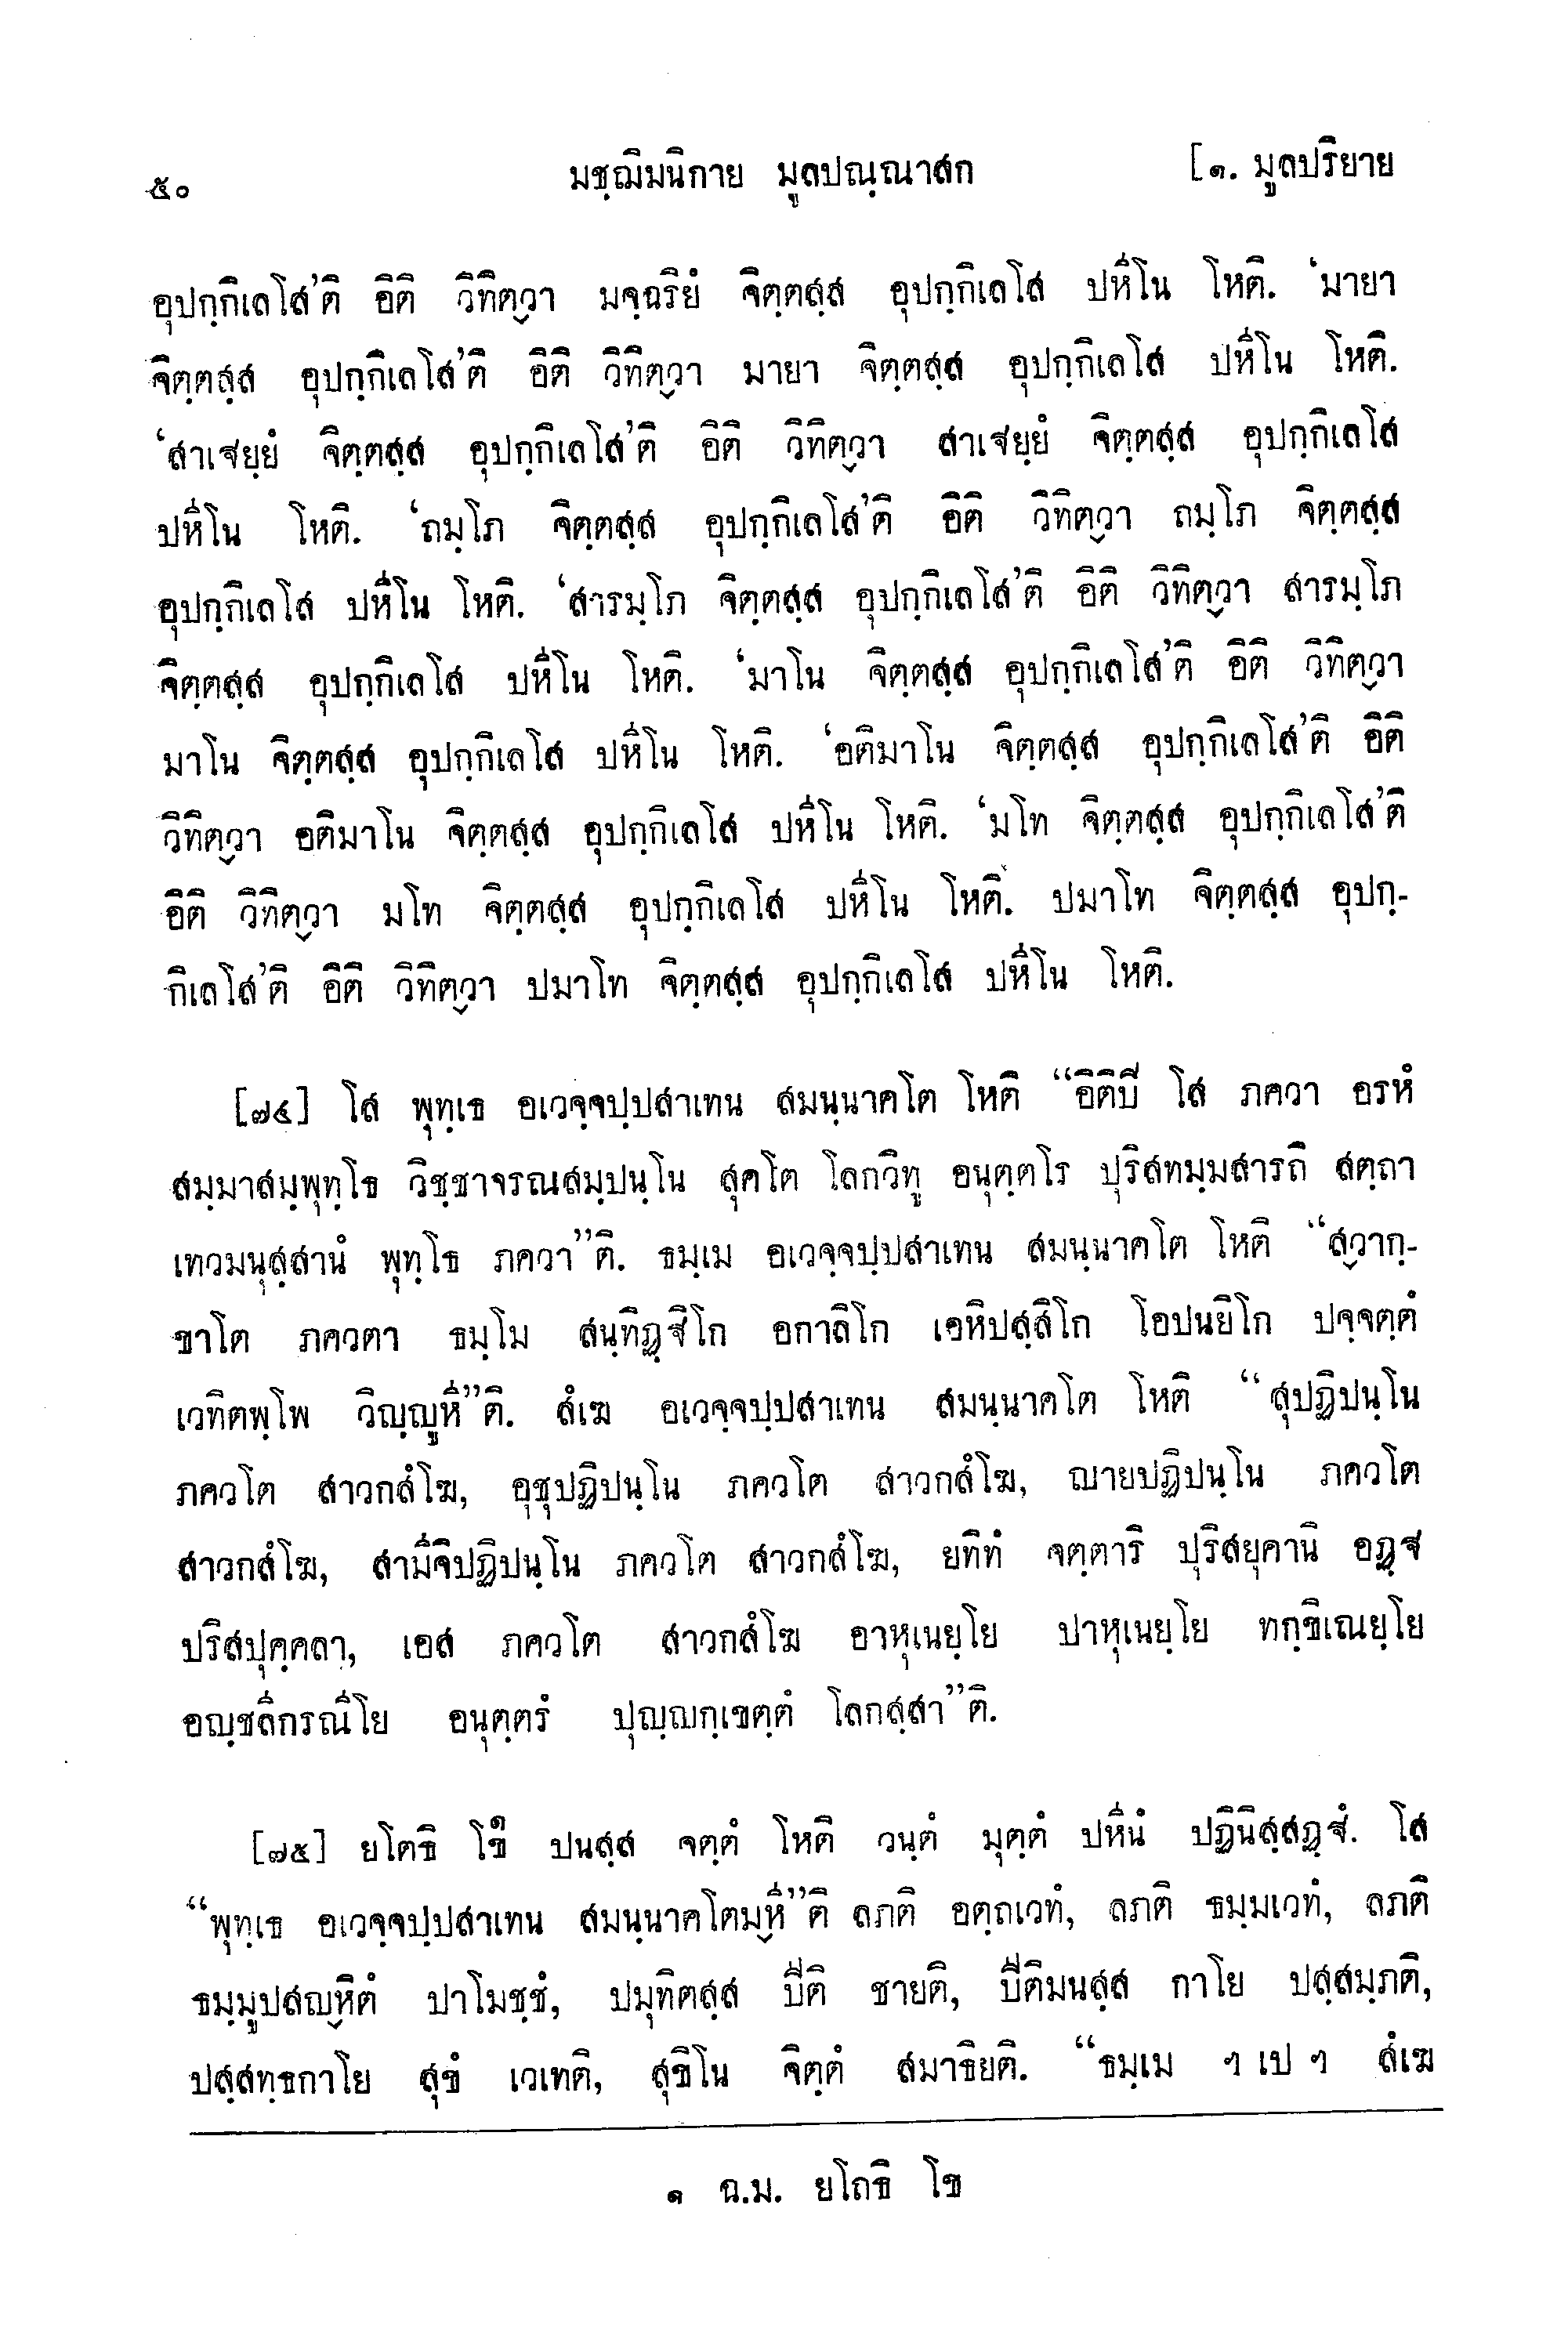 ๕๐ มชฺฌิมนิกาย มูลปณฺณาสก [๑. มูลปริยาย
อุปกฺกิเลโส’ติ อิติ วิทิตฺวา มจฺฉริยํ จิตฺตสฺส อุปกฺกิเลโส ปหีโน โหติ. ‘มายา
จิตฺตสฺส อุปกฺกิเลโส’ติ อิติ วิทิตฺวา มายา จิตฺตสฺส อุปกฺกิเลโส ปหีโน โหติ.
‘สาเฐยฺยํ จิตฺตสฺส อุปกฺกิเลโส’ติ อิติ วิทิตฺวา สาเฐยฺยํ จิตฺตสฺส อุปกฺกิเลโส
ปหีโน โหติ. ‘ถมฺโภ จิตฺตสฺส อุปกฺกิเลโส’ติ อิติ วิทิตฺวา ถมฺโภ จิตฺตสฺส
อุปกฺกิเลโส ปหีโน โหติ. ‘สารมฺโภ จิตฺตสฺส อุปกฺกิเลโส’ติ อิติ วิทิตฺวา สารมฺโภ
จิตฺตสฺส อุปกฺกิเลโส ปหีโน โหติ. ‘มาโน จิตฺตสฺส อุปกฺกิเลโส’ติ อิติ วิทิตฺวา
มาโน จิตฺตสฺส อุปกฺกิเลโส ปหีโน โหติ. ‘อติมาโน จิตฺตสฺส อุปกฺกิเลโส’ติ อิติ
วิทิตฺวา อติมาโน จิตฺตสฺส อุปกฺกิเลโส ปหีโน โหติ. ‘มโท จิตฺตสฺส อุปกฺกิเลโส’ติ
อิติ วิทิตฺวา มโท จิตฺตสฺส อุปกฺกิเลโส ปหีโน โหติ. ปมาโท จิตฺตสฺส อุปกฺ-
กิเลโส’ติ อิติ วิทิตฺวา ปมาโท จิตฺตสฺส อุปกฺกิเลโส ปหีโน โหติ.
[๗๔] โส พุทฺเธ อเวจฺจปฺปสาเทน สมนฺนาคโต โหติ “อิติปี โส ภควา อรหํ
สมฺมาสมฺพุทฺโธ วิชฺชาจรณสมฺปนฺโน สุคโต โลกวิทู อนุตฺตโร ปุริสทมฺมสารถิ สตฺถา
เทวมนุสฺสานํ พุทฺโธ ภควา”ติ. ธมฺเม อเวจฺจปฺปสาเทน สมนฺนาคโต โหติ “สฺวากฺ-
ขาโต ภควตา ธมฺโม สนฺทิฏฺฐิโก อกาลิโก เอหิปสฺสิโก โอปนยิโก ปจฺจตฺตํ
เวทิตพฺโพ วิญฺญูหี”ติ. สํเฆ อเวจฺจปฺปสาเทน สมนฺนาคโต โหติ “สุปฏิปนฺโน
ภควโต สาวกสํโฆ, อุชุปฏิปนฺโน ภควโต สาวกสํโฆ, ญายปฏิปนฺโน ภควโต
สาวกสํโฆ, สามีจิปฏิปนฺโน ภควโต สาวกสํโฆ, ยทิทํ จตฺตาริ ปุริสยุคานิ อฏฺฐ
ปริสปุคฺคลา, เอส ภควโต สาวกสํโฆ อาหุเนยฺโย ปาหุเนยฺโย ทกฺขิเณยฺโย
อญฺชลีกรณีโย อนุตฺตรํ ปุญฺญกฺเขตฺตํ โลกสฺสา”ติ.
[๗๕] ยโตธิ โข๑ ปนสฺส จตฺตํ โหติ วนฺตํ มุตฺตํ ปหีนํ ปฏินิสฺสฏฺฐํ. โส
“พุทฺเธ อเวจฺจปฺปสาเทน สมนฺนาคโตมฺหี”ติ ลภติ อตฺถเวทํ, ลภติ ธมฺมเวทํ, ลภติ
ธมฺมูปสญฺหิตํ ปาโมชฺชํ, ปมุทิตสฺส ปีติ ชายติ, ปีติมนสฺส กาโย ปสฺสมฺภติ,
ปสฺสทฺธกาโย สุขํ เวเทติ, สุขิโน จิตฺตํ สมาธิยติ. “ธมฺเม ฯ เป ฯ สํเฆ
๑ ฉ.ม. ยโถธิ โข